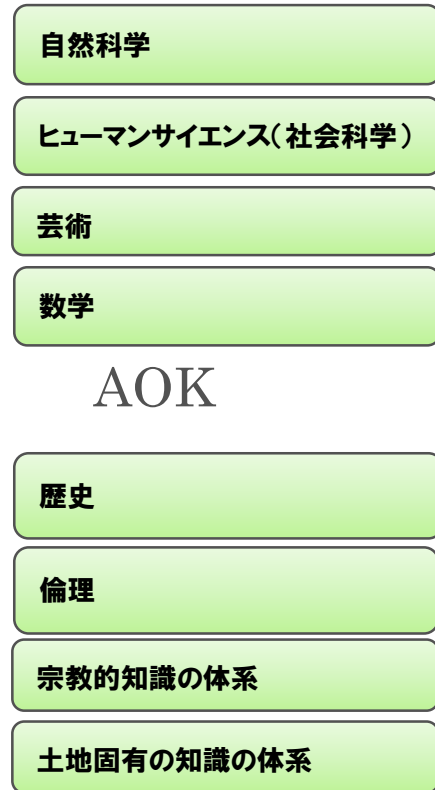 自然科学
ヒューマンサイエンス(社会科学)
芸術
数学
AOK
歴史
倫理
宗教的知識の体系
土地固有の知識の体系